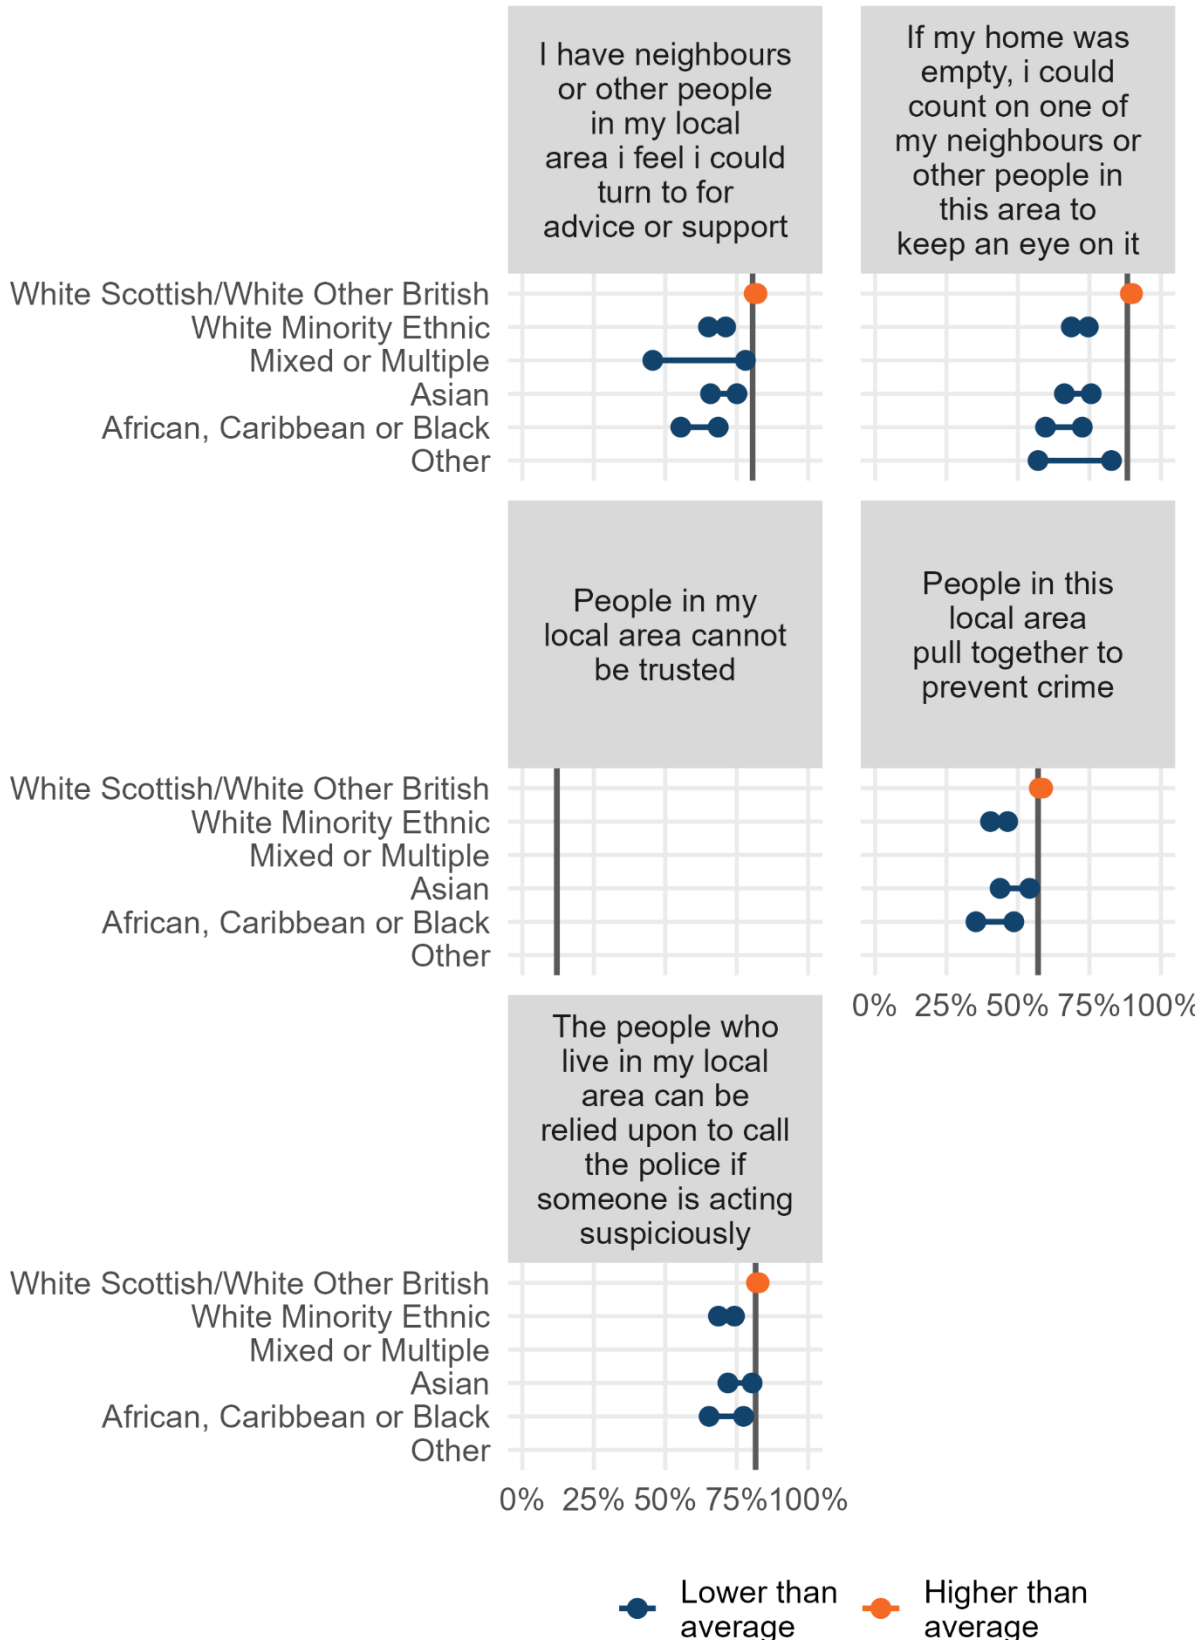 I have neighbours
or other people
in my local
area i feel i could
turn to for
advice or support
If my home was
empty, i could
count on one of
my neighbours or
other people in
this area to
keep an eye on it
White Scottish/White Other British
White Minority Ethnic
Mixed or Multiple
Asian
African, Caribbean or Black
Other
People in my
local area cannot
be trusted
People in this
local area
pull together to
prevent crime
White Scottish/White Other British
White Minority Ethnic
Mixed or Multiple
Asian
African, Caribbean or Black
Other
0% 25% 50% 75% 100%
The people who
live in my local
area can be
relied upon to call
the police if
someone is acting
suspiciously
White Scottish/White Other British
White Minority Ethnic
Mixed or Multiple
Asian
African, Caribbean or Black
Other
0% 25% 50% 75% 100%
Lower than
average
Higher than
average